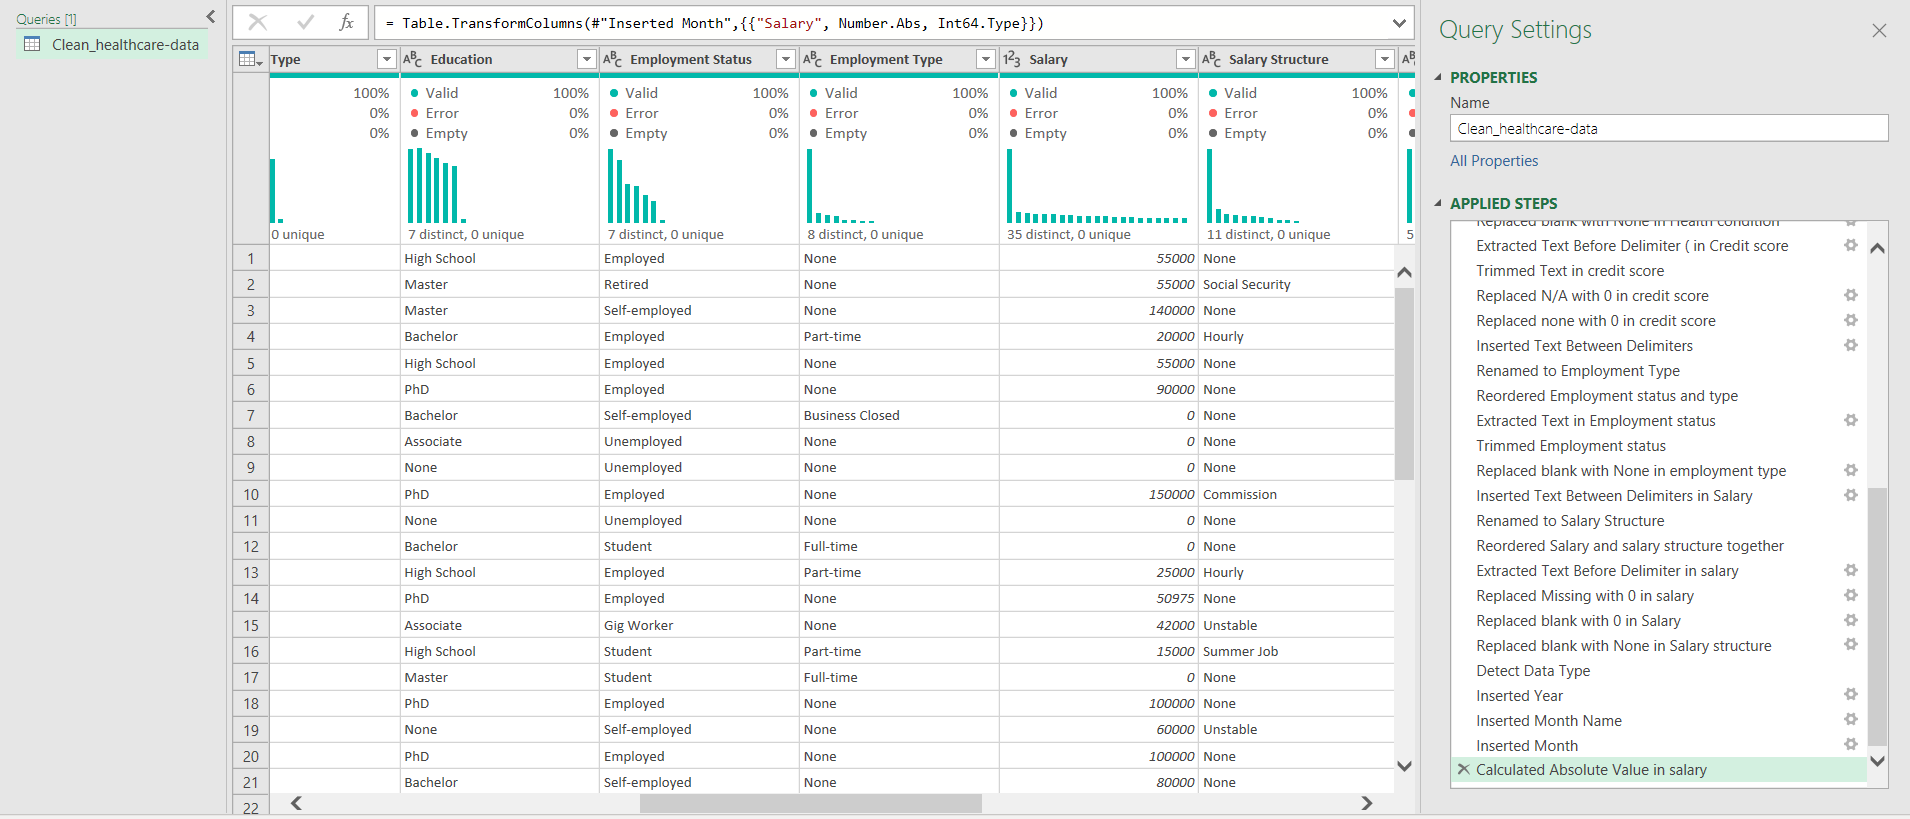 Queries [1]
Clean_healthcare-data
fx = Table.TransformColumns(#"Inserted Month",{{"Salary", Number.Abs, Int64.Type}})
Type ABC Education ABC Employment Status ABC Employment Type 123 Salary ABC Salary Structure AB
100% Valid 100% Valid 100% Valid 100% Valid 100% Valid 100%
0% Error 0% Error 0% Error 0% Error 0% Error 0%
0% Empty 0% Empty 0% Empty 0% Empty 0% Empty 0%
0 unique 7 distinct, 0 unique 7 distinct, 0 unique 8 distinct, 0 unique 35 distinct, 0 unique 11 distinct, 0 unique 5
1 High School Employed None 55000 None
2 Master Retired None 55000 Social Security
3 Master Self-employed None 140000 None
4 Bachelor Employed Part-time 20000 Hourly
5 High School Employed None 55000 None
6 PhD Employed None 90000 None
7 Bachelor Self-employed Business Closed 0 None
8 Associate Unemployed None 0 None
9 None Unemployed None 0 None
10 PhD Employed None 150000 Commission
11 None Unemployed None 0 None
12 Bachelor Student Full-time 0 None
13 High School Employed Part-time 25000 Hourly
14 PhD Employed None 50975 None
15 Associate Gig Worker None 42000 Unstable
16 High School Student Part-time 15000 Summer Job
17 Master Student Full-time 0 None
18 PhD Employed None 100000 None
19 None Self-employed None 60000 Unstable
20 PhD Employed None 100000 None
21 Bachelor Self-employed None 80000 None
22
Query Settings
PROPERTIES
Name
Clean_healthcare-data
All Properties
APPLIED STEPS
Replaced blank with None in Health condition
Extracted Text Before Delimiter ( in Credit score
Trimmed Text in credit score
Replaced N/A with 0 in credit score
Replaced none with 0 in credit score
Inserted Text Between Delimiters
Renamed to Employment Type
Reordered Employment status and type
Extracted Text in Employment status
Trimmed Employment status
Replaced blank with None in employment type
Inserted Text Between Delimiters in Salary
Renamed to Salary Structure
Reordered Salary and salary structure together
Extracted Text Before Delimiter in salary
Replaced Missing with 0 in salary
Replaced blank with 0 in Salary
Replaced blank with None in Salary structure
Detect Data Type
Inserted Year
Inserted Month Name
Inserted Month
Calculated Absolute Value in salary